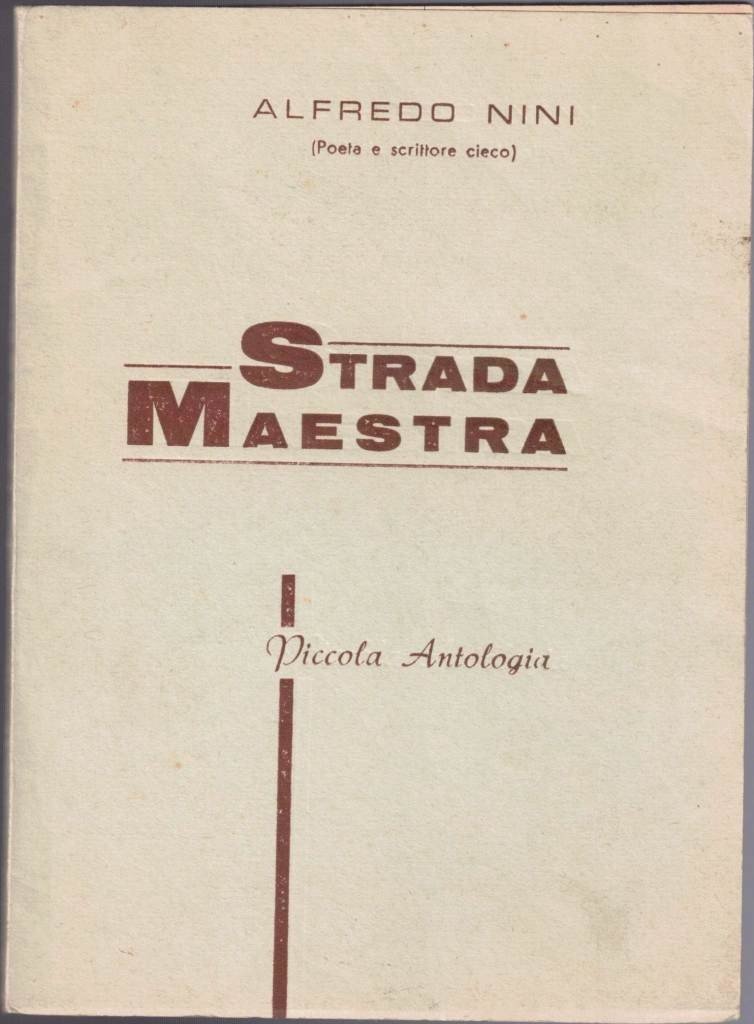 ALFREDO NINI
(Poeta e scrittore cieco)
STRADA
MAESTRA
Piccola Antologia